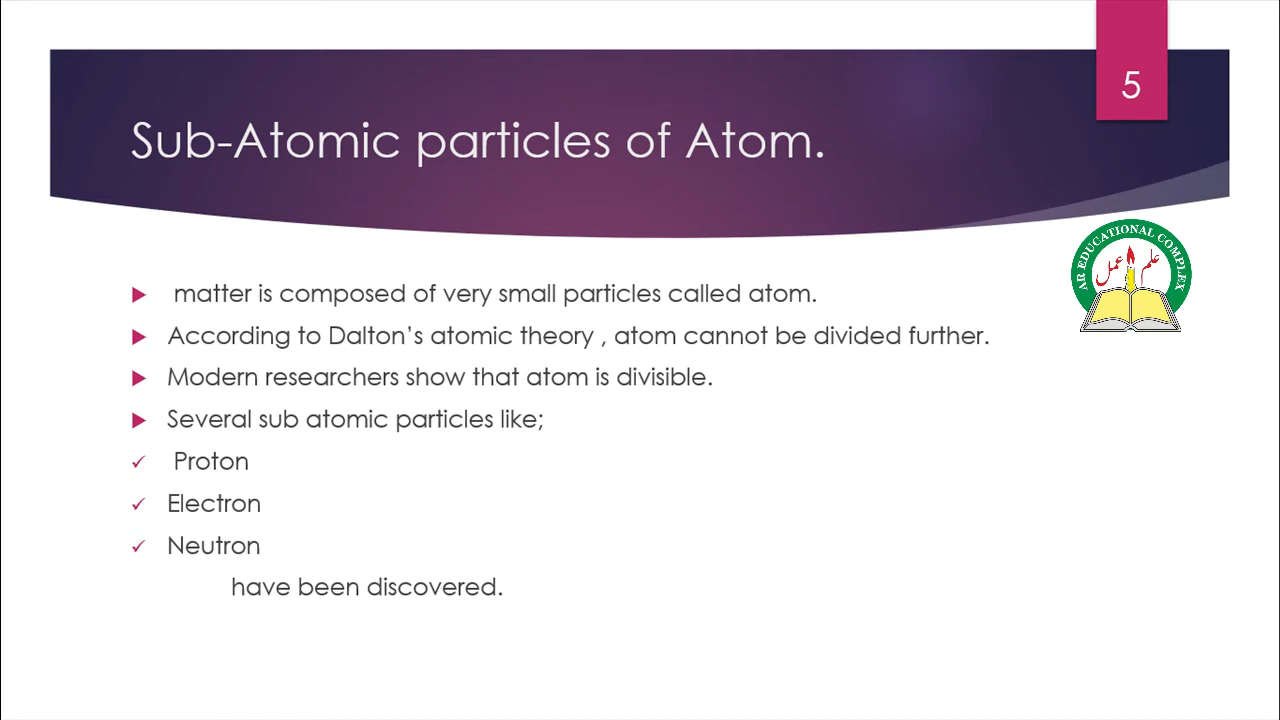 5
Sub-Atomic particles of Atom.
AR EDUCATIONAL COMPLEX
علم عمل
matter is composed of very small particles called atom.
According to Dalton’s atomic theory , atom cannot be divided further.
Modern researchers show that atom is divisible.
Several sub atomic particles like;
Proton
Electron
Neutron
have been discovered.